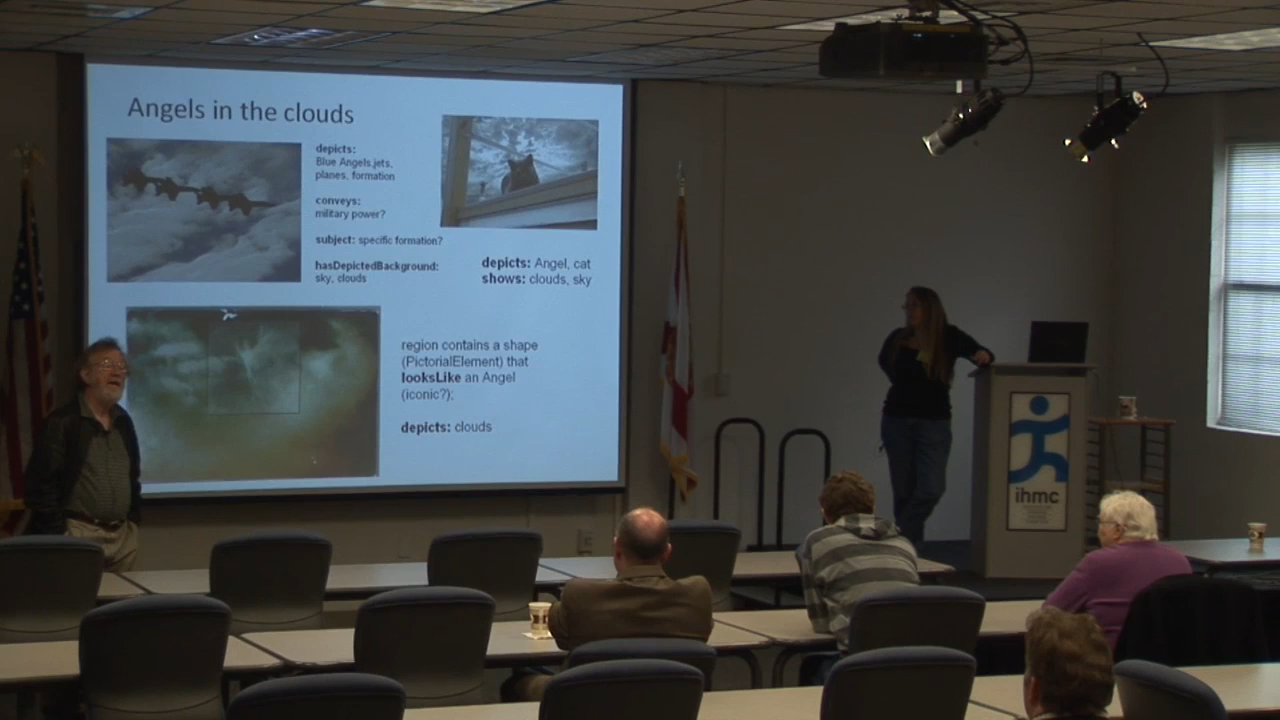 Angels in the clouds
depicts:
Blue Angels,jets,
planes, formation
conveys:
military power?
subject: specific formation?
hasDepictedBackground:
sky, clouds
depicts: Angel, cat
shows: clouds, sky
region contains a shape
(PictorialElement) that
looksLike an Angel
(iconic?);
depicts: clouds
ihmc